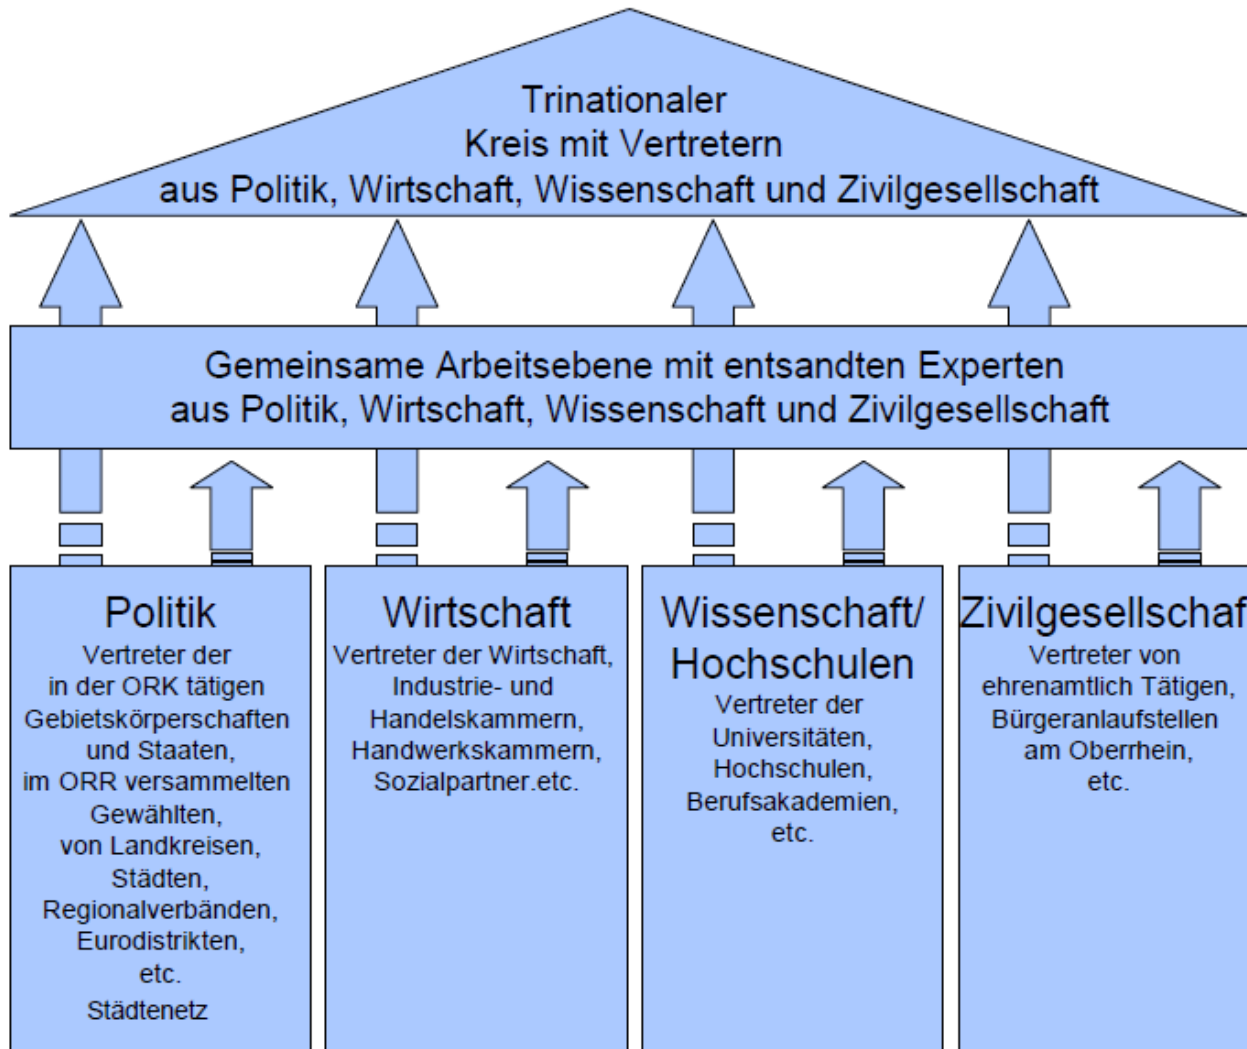 Trinationaler
Kreis mit Vertretern
aus Politik, Wirtschaft, Wissenschaft und Zivilgesellschaft
Gemeinsame Arbeitsebene mit entsandten Experten
aus Politik, Wirtschaft, Wissenschaft und Zivilgesellschaft
Politik
Vertreter der
in der ORK tätigen
Gebietskörperschaften
und Staaten,
im ORR versammelten
Gewählten,
von Landkreisen,
Städten,
Regionalverbänden,
Eurodistrikten,
etc.
Städtenetz
Wirtschaft
Vertreter der Wirtschaft,
Industrie- und
Handelskammern,
Handwerkskammern,
Sozialpartner.etc.
Wissenschaft/
Hochschulen
Vertreter der
Universitäten,
Hochschulen,
Berufsakademien,
etc.
Zivilgesellschaf
Vertreter von
ehrenamtlich Tätigen,
Bürgeranlaufstellen
am Oberrhein,
etc.